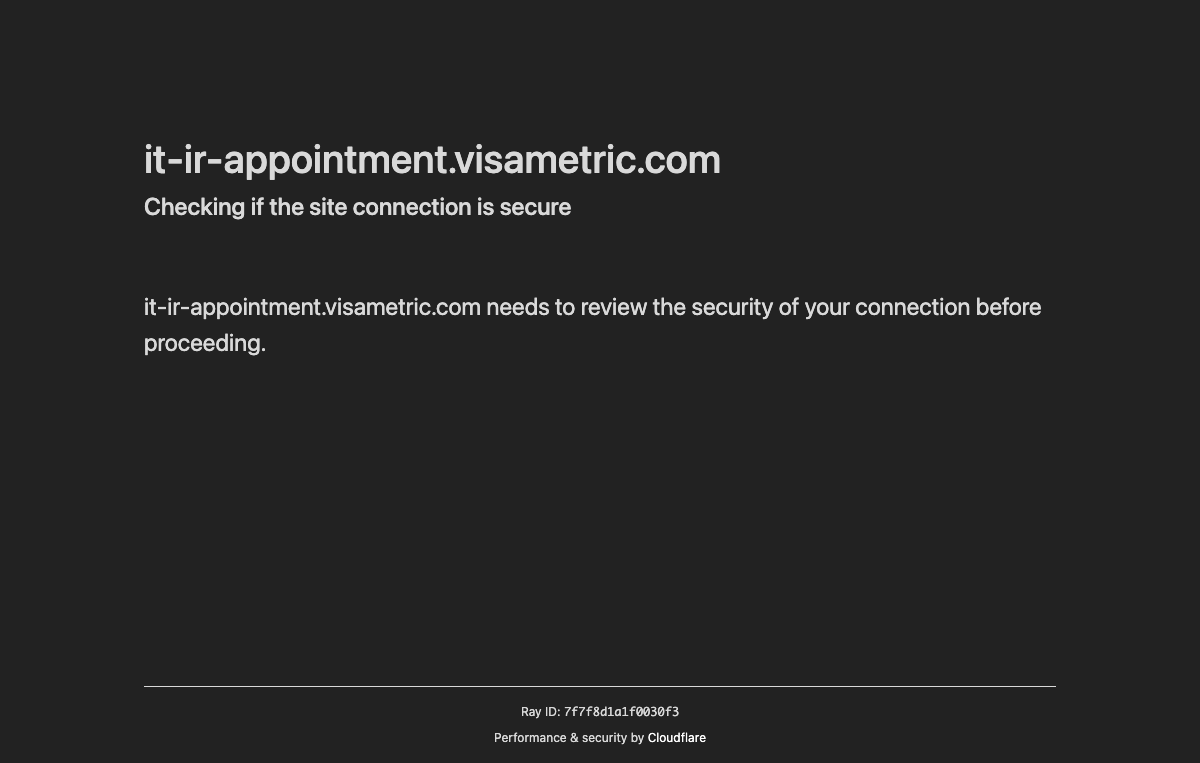 it-ir-appointment.visametric.com
Checking if the site connection is secure
it-ir-appointment.visametric.com needs to review the security of your connection before
proceeding.
Ray ID: 7f7f8d1a1f0030f3
Performance & security by Cloudflare